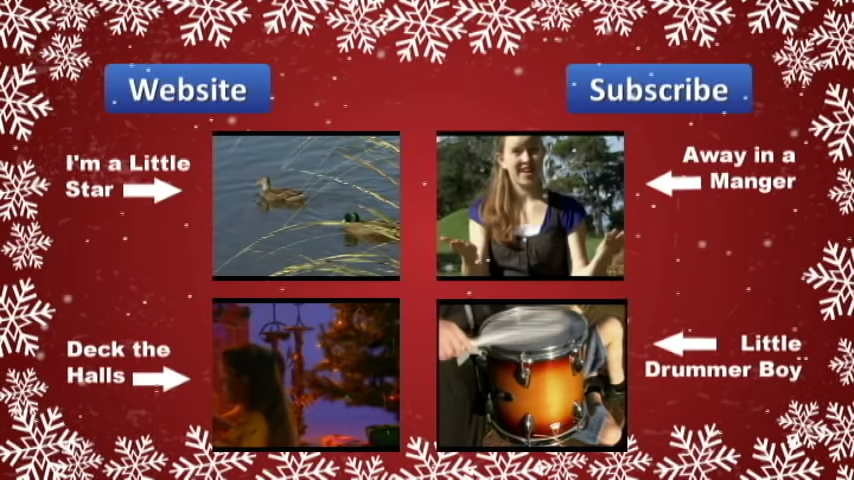 Website
Subscribe
I'm a Little
Star
Away in a
Manger
Deck the
Halls
Little
Drummer Boy